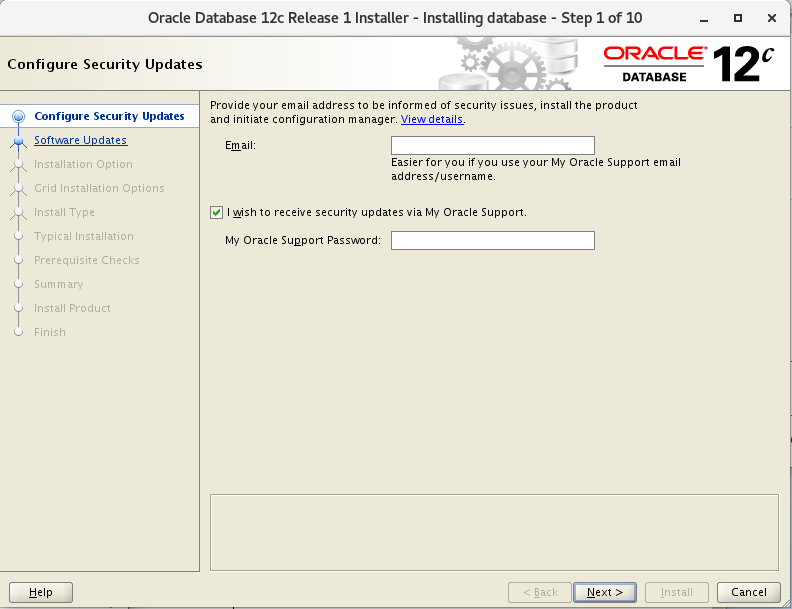 Oracle Database 12c Release 1 Installer - Installing database - Step 1 of 10
Configure Security Updates
ORACLE®
DATABASE
12c
Configure Security Updates
Software Updates
Installation Option
Grid Installation Options
Install Type
Typical Installation
Prerequisite Checks
Summary
Install Product
Finish
Provide your email address to be informed of security issues, install the product
and initiate configuration manager. View details.
Email:
Easier for you if you use your My Oracle Support email
address/username.
I wish to receive security updates via My Oracle Support.
My Oracle Support Password:
Help
< Back
Next >
Install
Cancel